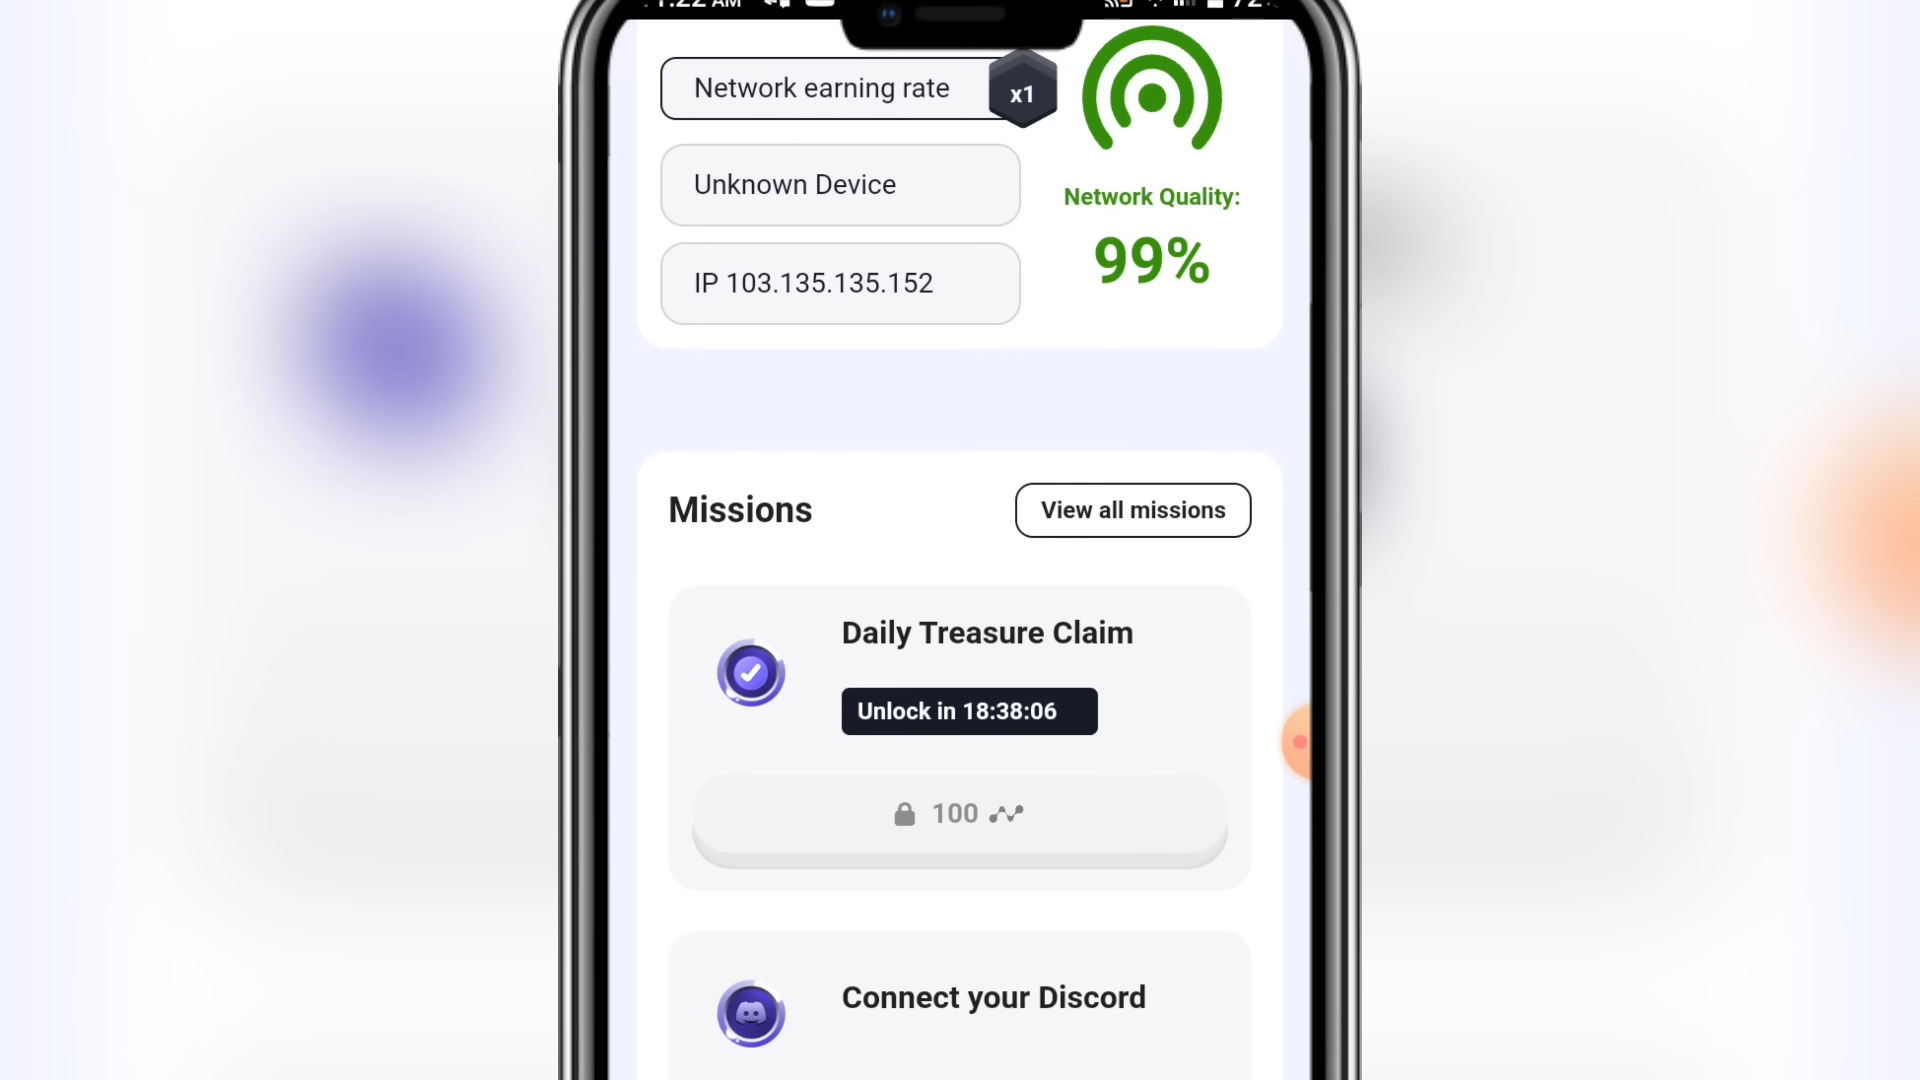 AM
Network earning rate
x1
Unknown Device
IP 103.135.135.152
Network Quality:
99%
Missions
View all missions
Daily Treasure Claim
Unlock in 18:38:06
100
Connect your Discord